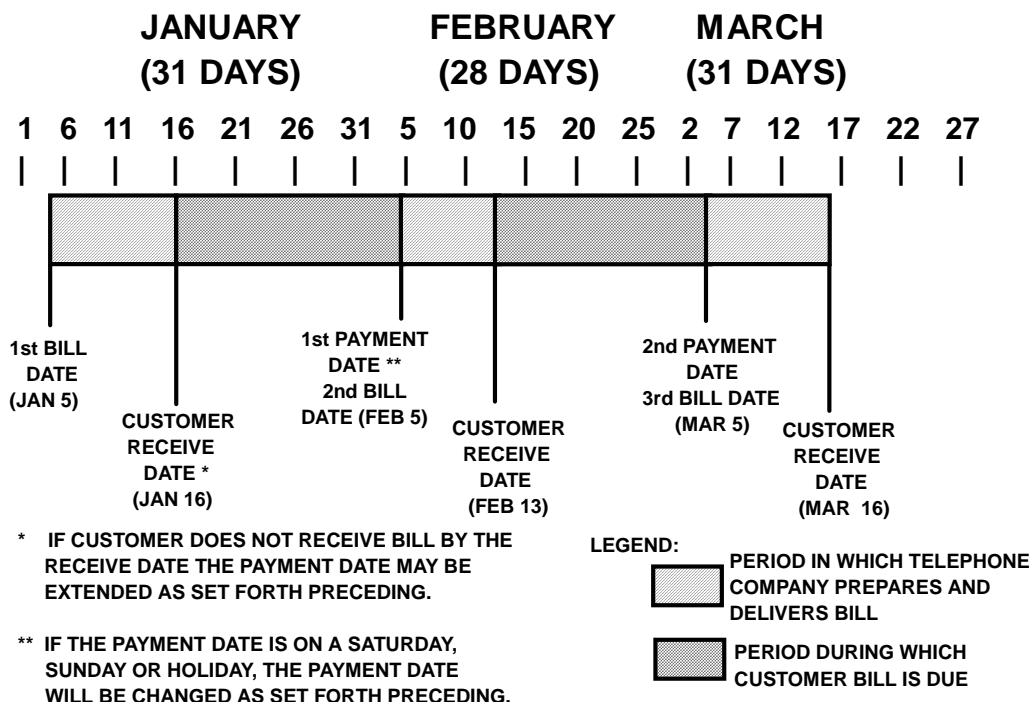 JANUARY
(31 DAYS)
FEBRUARY
(28 DAYS)
MARCH
(31 DAYS)
1 6 11 16 21 26 31 5 10 15 20 25 2 7 12 17 22 27
1st BILL
DATE
(JAN 5)
CUSTOMER
RECEIVE
DATE *
(JAN 16)
1st PAYMENT
DATE **
2nd BILL
DATE (FEB 5)
CUSTOMER
RECEIVE
DATE
(FEB 13)
2nd PAYMENT
DATE
3rd BILL DATE
(MAR 5)
CUSTOMER
RECEIVE
DATE
(MAR 16)
* IF CUSTOMER DOES NOT RECEIVE BILL BY THE
RECEIVE DATE THE PAYMENT DATE MAY BE
EXTENDED AS SET FORTH PRECEDING.
** IF THE PAYMENT DATE IS ON A SATURDAY,
SUNDAY OR HOLIDAY, THE PAYMENT DATE
WILL BE CHANGED AS SET FORTH PRECEDING.
LEGEND:
PERIOD IN WHICH TELEPHONE
COMPANY PREPARES AND
DELIVERS BILL
PERIOD DURING WHICH
CUSTOMER BILL IS DUE